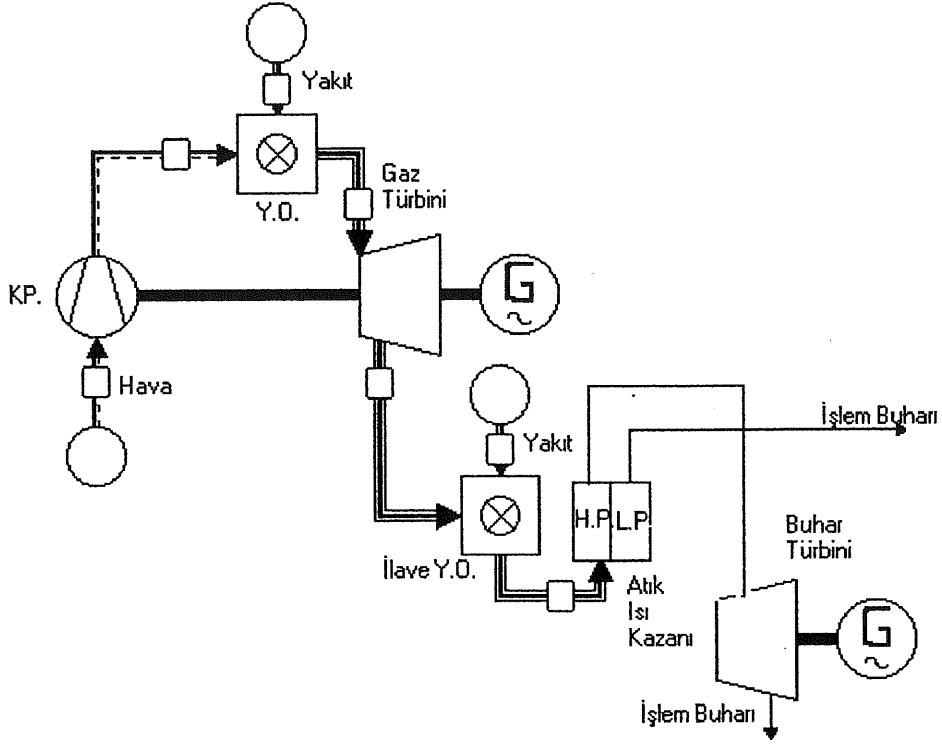 Yakıt
Gaz
Türbini
Y.O.
KP.
G
Hava
Yakıt
İşlem Buharı
H.P. L.P.
Buhar
Türbini
İlave Y.O.
Atık
Isı
Kazanı
G
İşlem Buharı